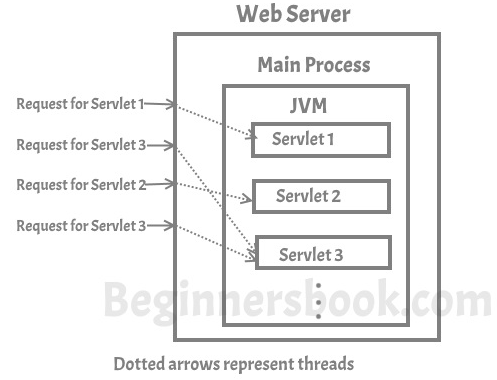 Web Server
Main Process
JVM
Request for Servlet 1
Servlet 1
Request for Servlet 3
Request for Servlet 2
Servlet 2
Request for Servlet 3
Servlet 3
Beginnersbook.com
Dotted arrows represent threads